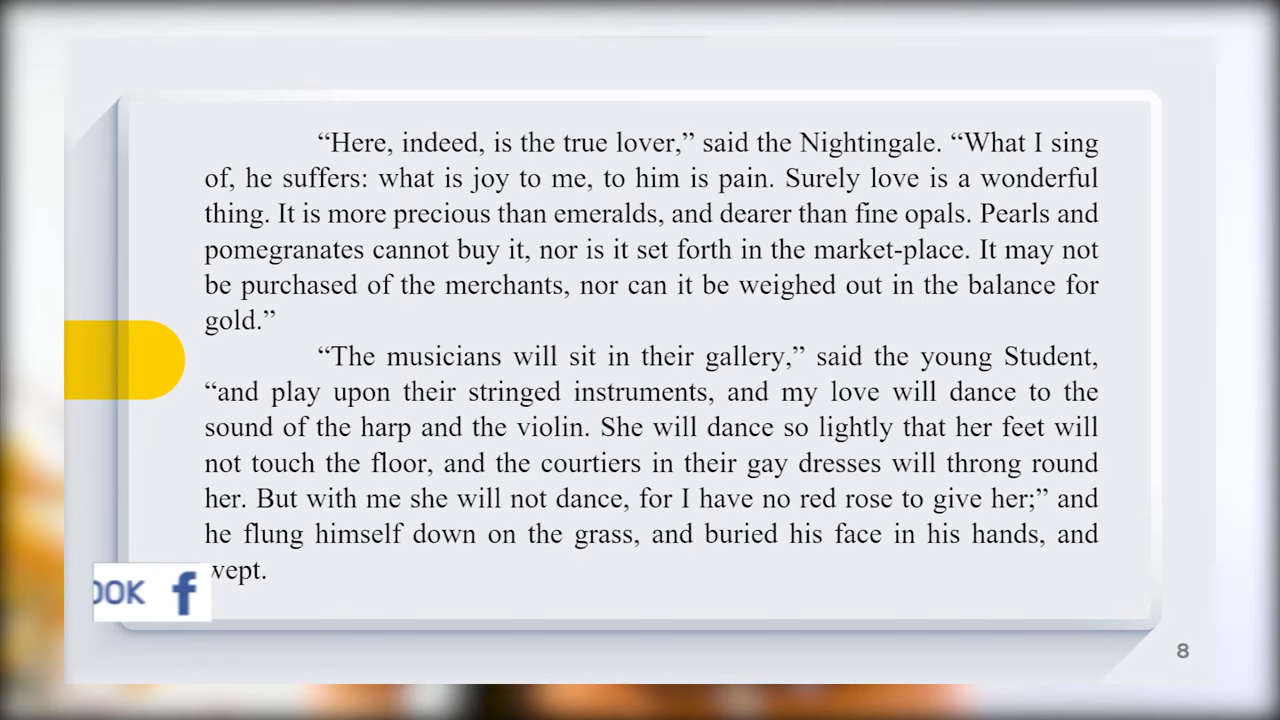 “Here, indeed, is the true lover,” said the Nightingale. “What I sing
of, he suffers: what is joy to me, to him is pain. Surely love is a wonderful
thing. It is more precious than emeralds, and dearer than fine opals. Pearls and
pomegranates cannot buy it, nor is it set forth in the market-place. It may not
be purchased of the merchants, nor can it be weighed out in the balance for
gold.”
“The musicians will sit in their gallery,” said the young Student,
“and play upon their stringed instruments, and my love will dance to the
sound of the harp and the violin. She will dance so lightly that her feet will
not touch the floor, and the courtiers in their gay dresses will throng round
her. But with me she will not dance, for I have no red rose to give her;” and
he flung himself down on the grass, and buried his face in his hands, and
wept.
OOK f
8